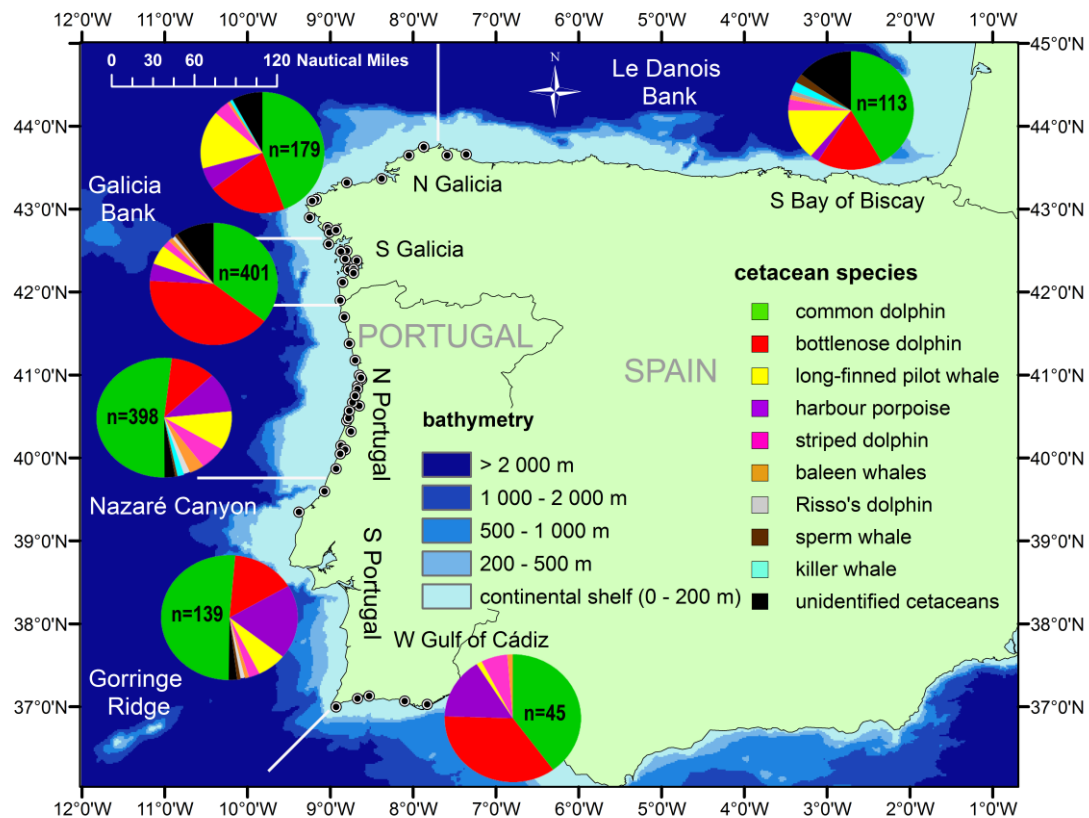 12°0'W 11°0'W 10°0'W 9°0'W 8°0'W 7°0'W 6°0'W 5°0'W 4°0'W 3°0'W 2°0'W 1°0'W 0°0'
0 30 60 120 Nautical Miles
N
Le Danois
Bank
45°0'N
44°0'N
44°0'N
n=179
n=113
Galicia
Bank
N Galicia
S Bay of Biscay
43°0'N
43°0'N
S Galicia
n=401
42°0'N
42°0'N
PORTUGAL
SPAIN
41°0'N
41°0'N
N Portugal
n=398
40°0'N
40°0'N
Nazaré Canyon
39°0'N
39°0'N
S Portugal
n=139
38°0'N
38°0'N
Gorringe
Ridge
37°0'N
37°0'N
W Gulf of Cádiz
n=45
bathymetry
> 2 000 m
1 000 - 2 000 m
500 - 1 000 m
200 - 500 m
continental shelf (0 - 200 m)
cetacean species
common dolphin
bottlenose dolphin
long-finned pilot whale
harbour porpoise
striped dolphin
baleen whales
Risso's dolphin
sperm whale
killer whale
unidentified cetaceans
12°0'W 11°0'W 10°0'W 9°0'W 8°0'W 7°0'W 6°0'W 5°0'W 4°0'W 3°0'W 2°0'W 1°0'W